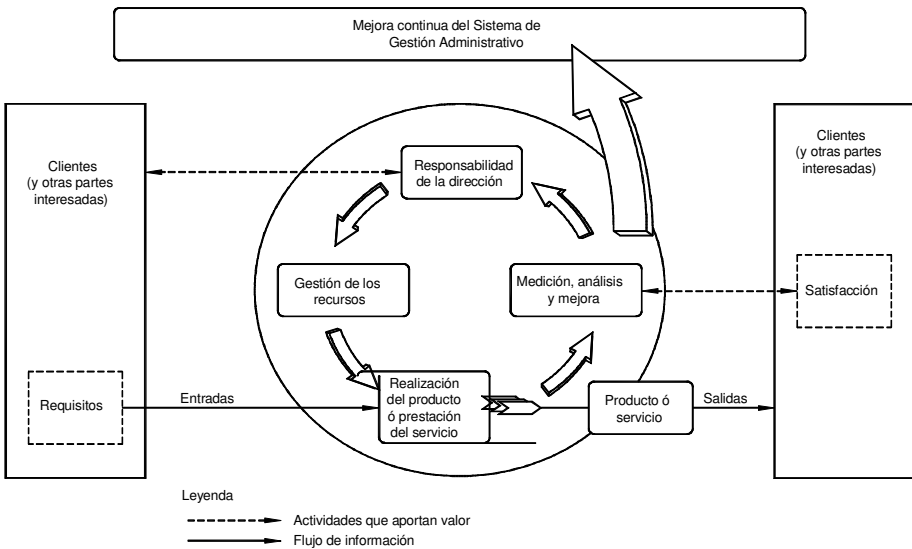 Mejora continua del Sistema de
Gestión Administrativo
Clientes
(y otras partes
interesadas)
Responsabilidad
de la dirección
Clientes
(y otras partes
interesadas)
Gestión de los
recursos
Medición, análisis
y mejora
Satisfacción
Requisitos
Entradas
Realización
del producto
ó prestación
del servicio
Producto ó
servicio
Salidas
Leyenda
Actividades que aportan valor
Flujo de información